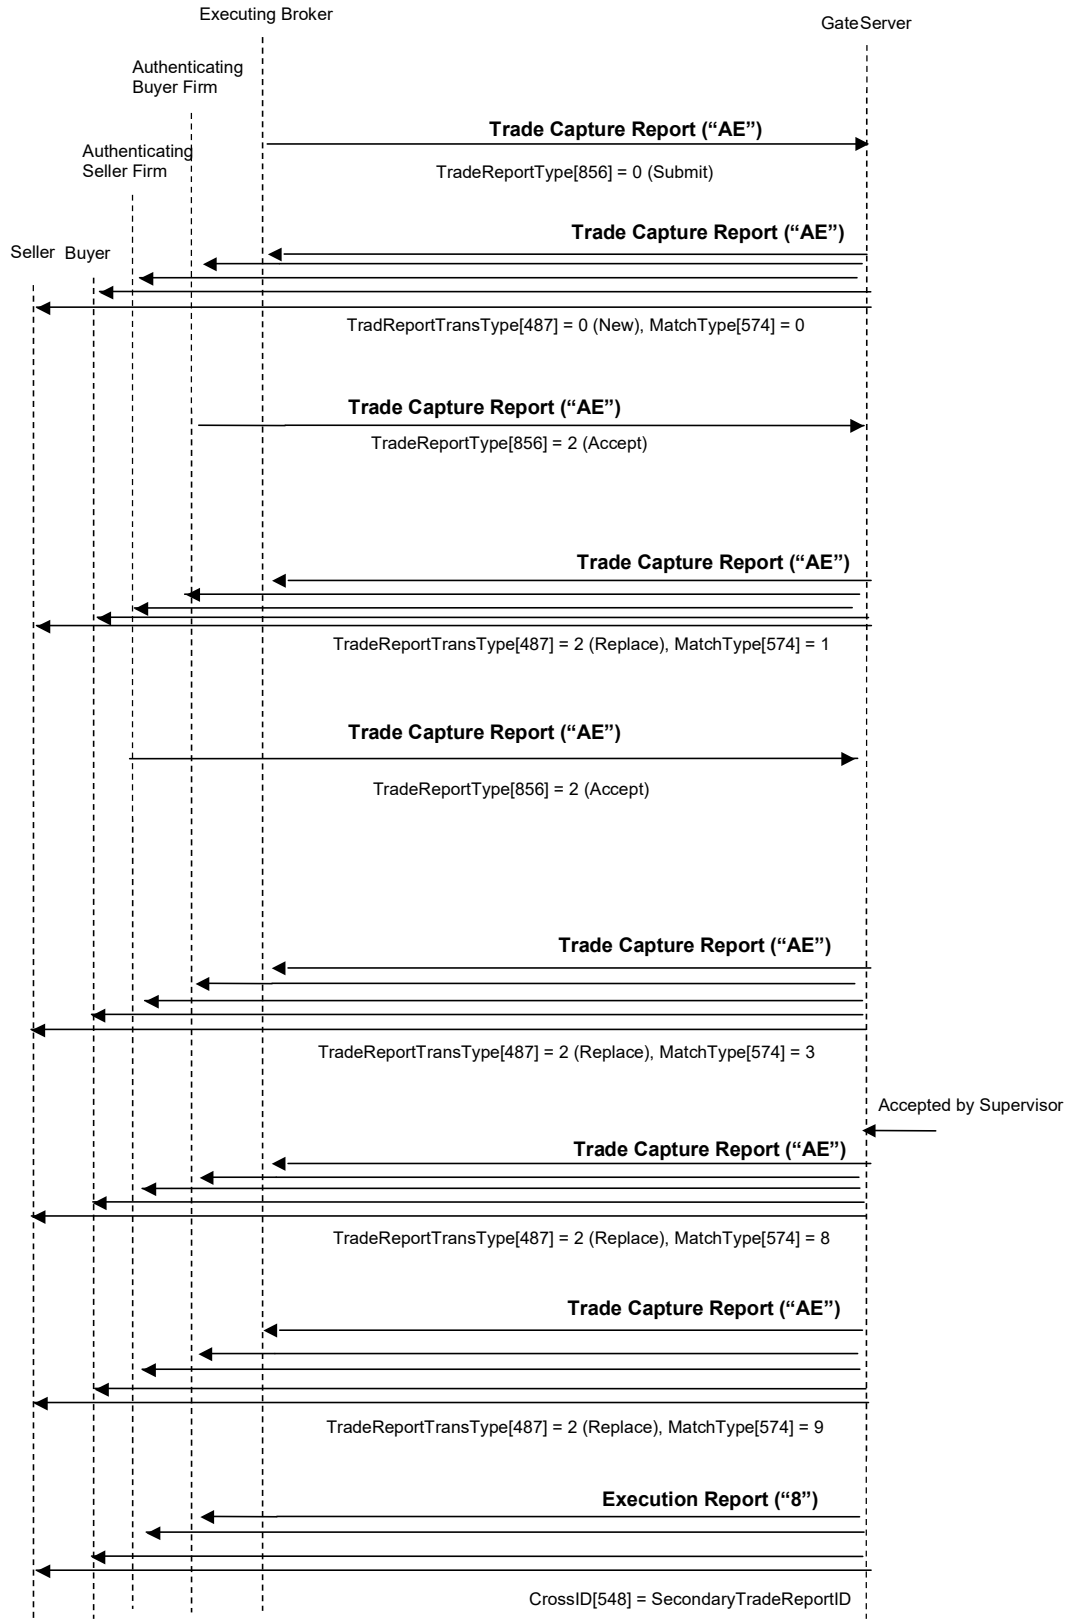 Executing Broker
GateServer
Authenticating
Buyer Firm
Trade Capture Report (“AE”)
Authenticating
Seller Firm
TradeReportType[856] = 0 (Submit)
Trade Capture Report (“AE”)
Seller
Buyer
TradReportTransType[487] = 0 (New), MatchType[574] = 0
Trade Capture Report (“AE”)
TradeReportType[856] = 2 (Accept)
Trade Capture Report (“AE”)
TradeReportTransType[487] = 2 (Replace), MatchType[574] = 1
Trade Capture Report (“AE”)
TradeReportType[856] = 2 (Accept)
Trade Capture Report (“AE”)
TradeReportTransType[487] = 2 (Replace), MatchType[574] = 3
Accepted by Supervisor
Trade Capture Report (“AE”)
TradeReportTransType[487] = 2 (Replace), MatchType[574] = 8
Trade Capture Report (“AE”)
TradeReportTransType[487] = 2 (Replace), MatchType[574] = 9
Execution Report (“8”)
CrossID[548] = SecondaryTradeReportID